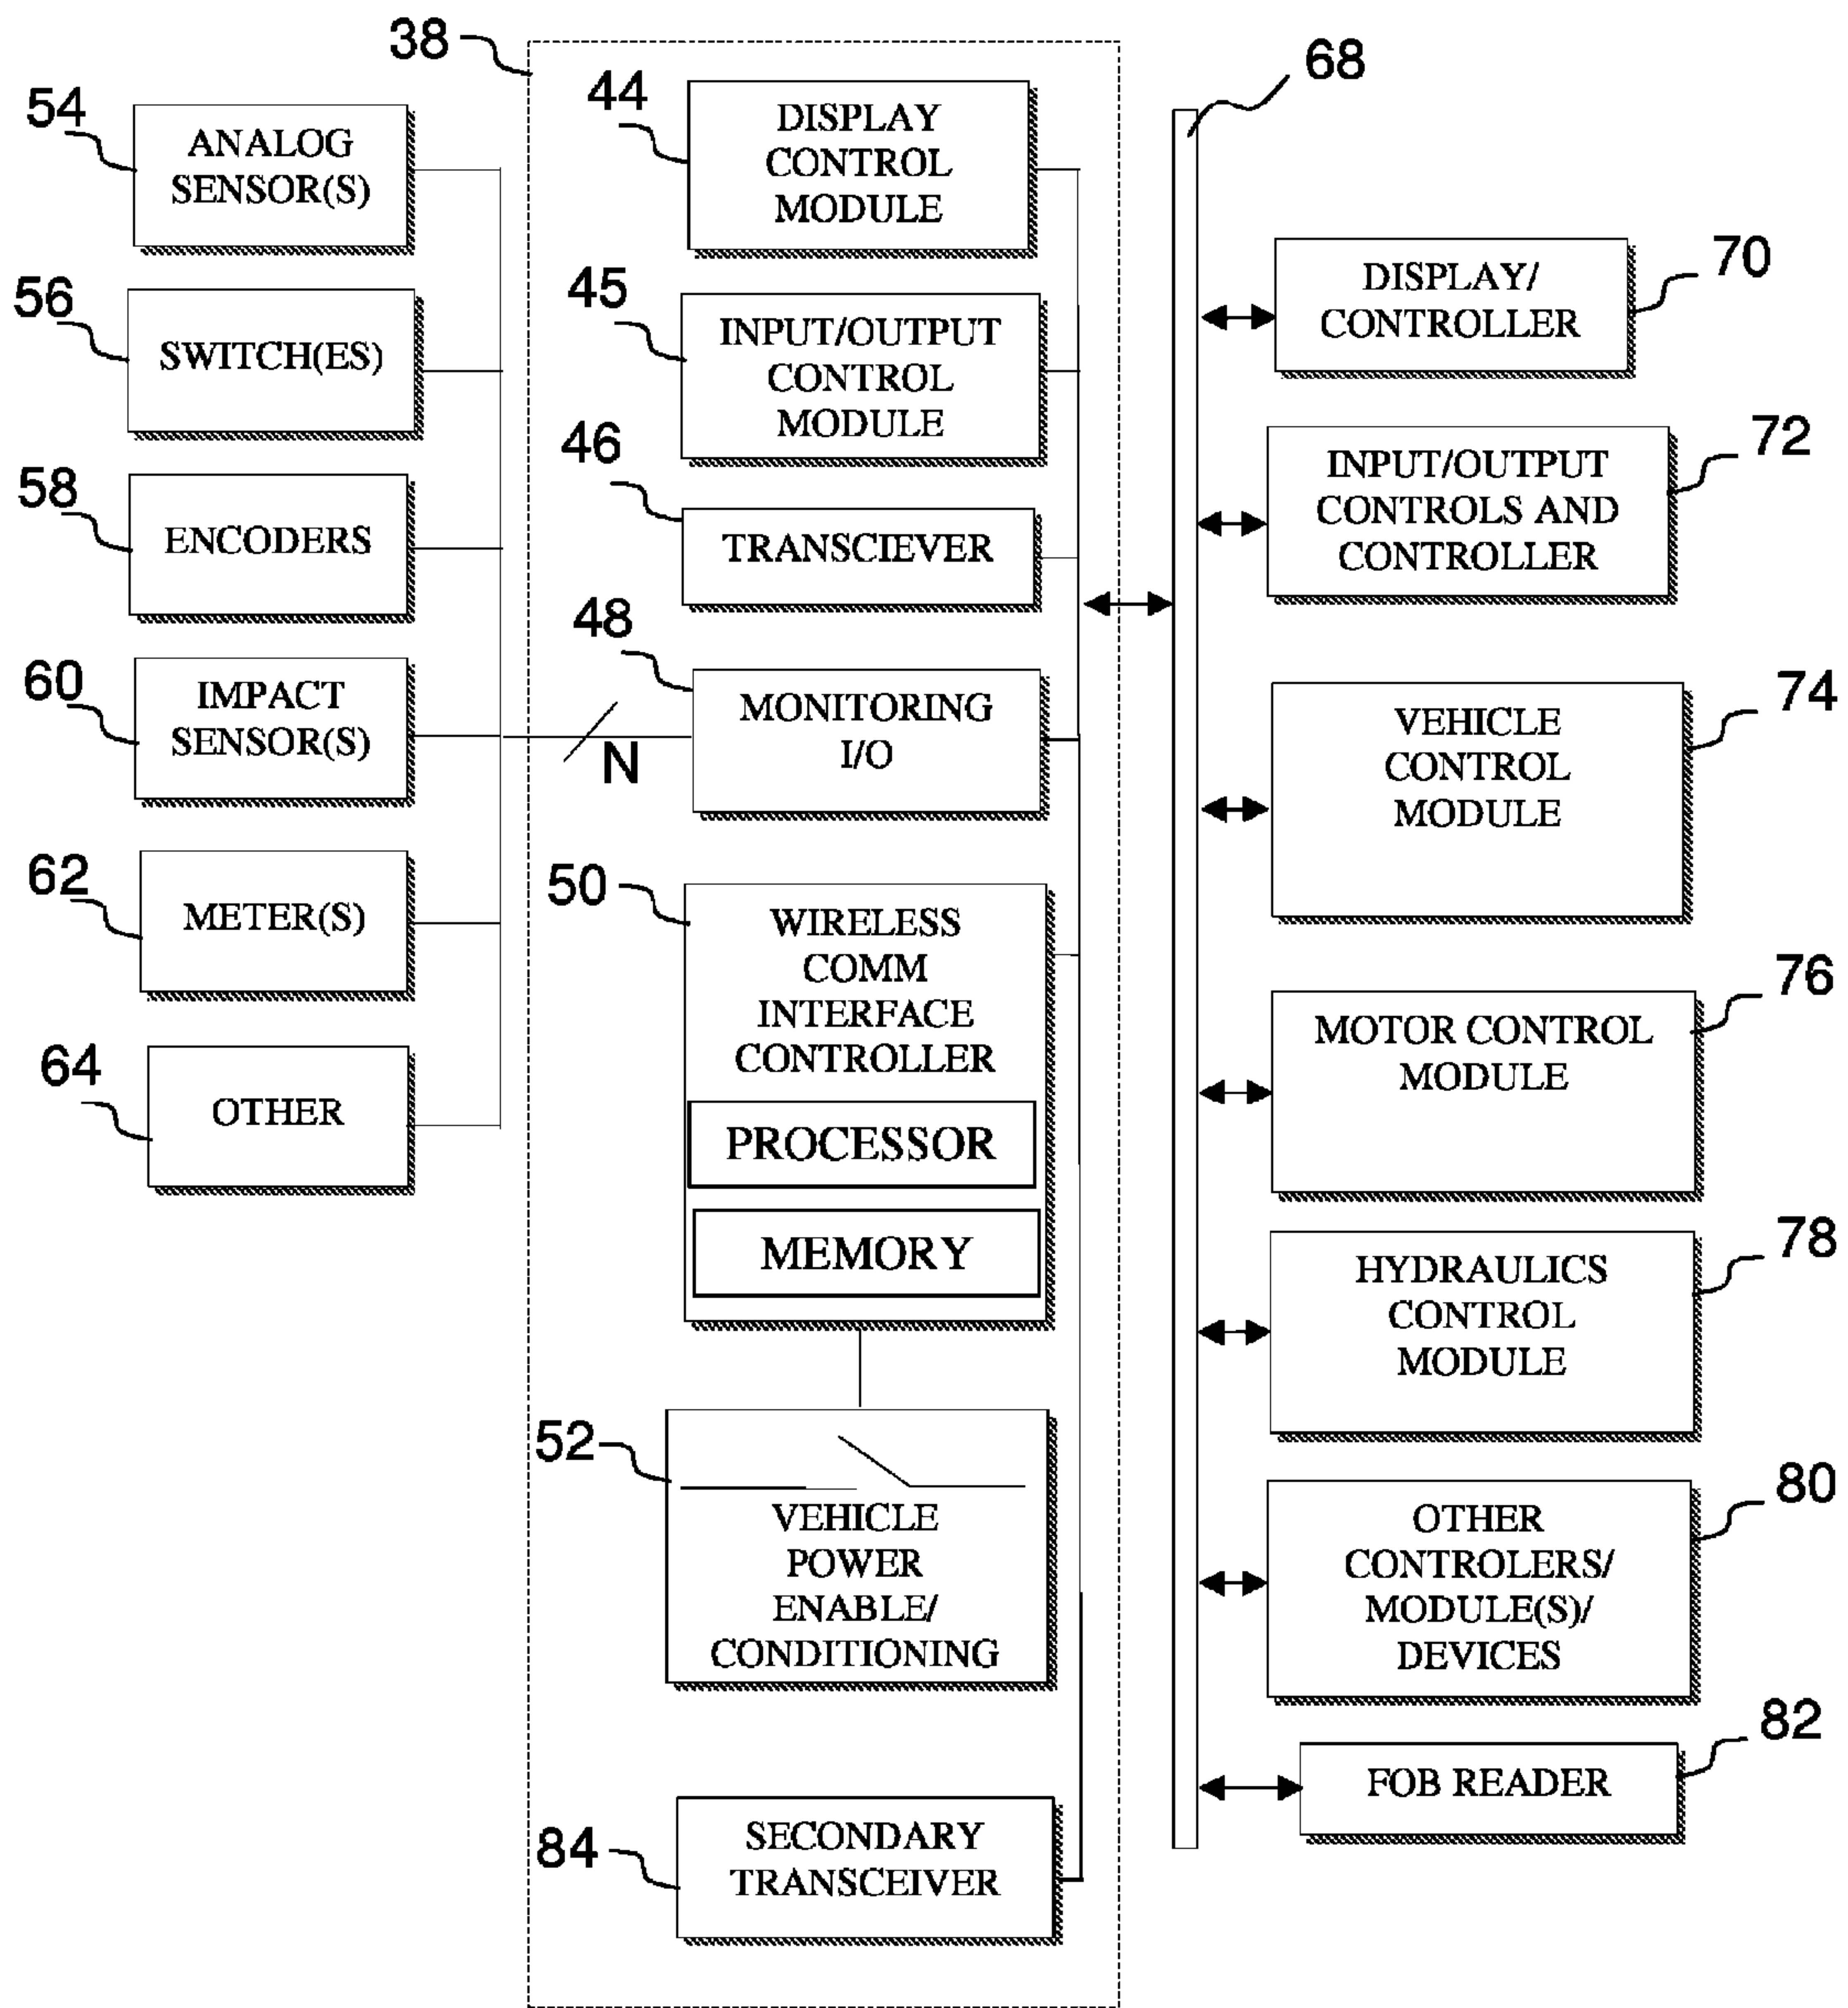 38
68
54
ANALOG
SENSOR(S)
56
SWITCH(ES)
58
ENCODERS
60
IMPACT
SENSOR(S)
62
METER(S)
64
OTHER
N
44
DISPLAY
CONTROL
MODULE
45
INPUT/OUTPUT
CONTROL
MODULE
46
TRANSCIEVER
48
MONITORING
I/O
50
WIRELESS
COMM
INTERFACE
CONTROLLER
PROCESSOR
MEMORY
52
VEHICLE
POWER
ENABLE/
CONDITIONING
84
SECONDARY
TRANSCEIVER
70
DISPLAY/
CONTROLLER
72
INPUT/OUTPUT
CONTROLS AND
CONTROLLER
74
VEHICLE
CONTROL
MODULE
76
MOTOR CONTROL
MODULE
78
HYDRAULICS
CONTROL
MODULE
80
OTHER
CONTROLERS/
MODULE(S)/
DEVICES
82
FOB READER